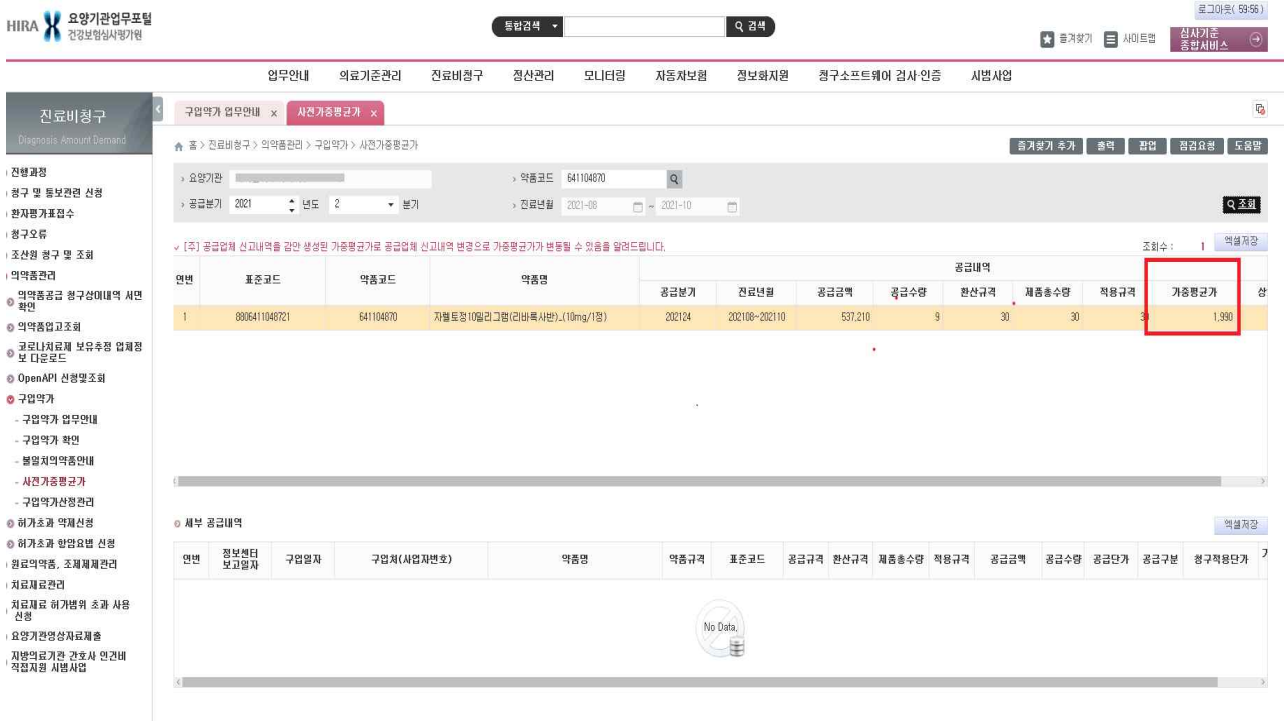 로그아웃( 59:56 )
HIRA 요양기관업무포털
건강보험심사평가원
통합검색 검색
즐겨찾기 사이트맵 심사기준
종합서비스
업무안내 의료기준관리 진료비청구 정산관리 모니터링 자동차보험 정보화지원 청구소프트웨어 검사·인증 시범사업
진료비청구
Diagnosis Amount Demand
구입약가 업무안내 x 사전가중평균가 x
홈 > 진료비청구 > 의약품관리 > 구입약가 > 사전가중평균가
즐겨찾기 추가 출력 팝업 점검요청 도움말
진행과정
청구 및 통보관련 신청
환자평가표접수
청구오류
조산원 청구 및 조회
의약품관리
의약품공급 청구상이내역 서면
확인
의약품입고조회
코로나치료제 보유추정 업체정
보 다운로드
OpenAPI 신청및조회
구입약가
- 구입약가 업무안내
- 구입약가 확인
- 불일치의약품안내
- 사전가중평균가
- 구입약가산정관리
허가초과 약제신청
허가초과 항암요법 신청
원료의약품, 조제제제관리
치료재료관리
치료재료 허가범위 초과 사용
신청
요양기관영상자료제출
지방의료기관 간호사 인건비
직접지원 시범사업
요양기관 약품코드 641104870
공급분기 2021 년도 2 분기 진료년월 2021-08 ~ 2021-10 조회
[주] 공급업체 신고내역을 감안 생성된 가중평균가로 공급업체 신고내역 변경으로 가중평균가가 변동될 수 있음을 알려드립니다.
조회수 : 1 엑셀저장
연번 표준코드 약품코드 약품명 공급내역
공급분기 진료년월 공급금액 공급수량 환산규격 제품총수량 적용규격 가중평균가 상
1 8806411048721 641104870 자렐토정10밀리그램(리바록사반)_(10mg/1정) 202124 202108~202110 537,210 9 30 30 30 1,990
세부 공급내역 엑셀저장
연번 정보센터
보고일자 구입일자 구입처(사업자번호) 약품명 약품규격 표준코드 공급규격 환산규격 제품총수량 적용규격 공급금액 공급수량 공급단가 공급구분 청구적용단가
No Data,